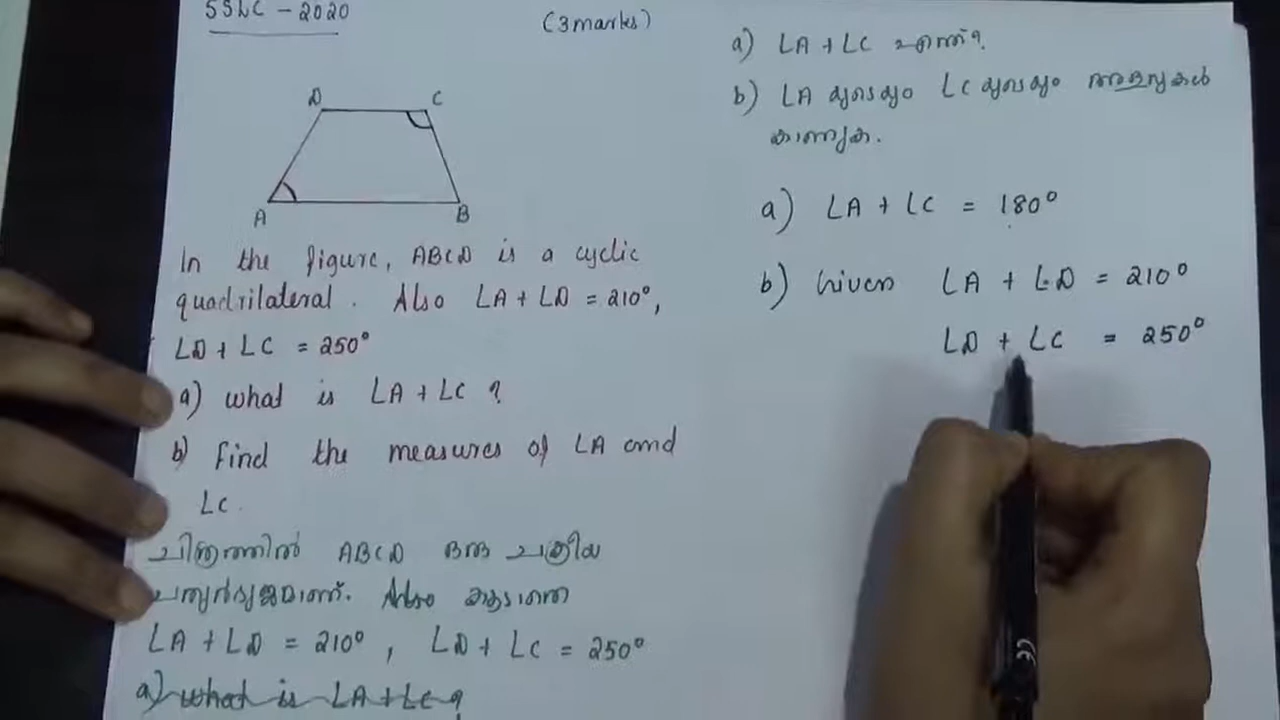 SSLC - 2020
(3 marks)
D C
A B
In the figure, ABCD is a cyclic
quadrilateral. Also ∠A + ∠D = 210°,
∠D + ∠C = 250°
a) what is ∠A + ∠C ?
b) Find the measures of ∠A and
∠C.
ചിത്രത്തിൽ ABCD ഒരു ചക്രീയ
ചതുർഭുജമാണ്. Also കൂടാതെ
∠A + ∠D = 210°, ∠D + ∠C = 250°
a) what is ∠A + ∠C ?
a) ∠A + ∠C എന്ത്?
b) ∠A യുടെയും ∠C യുടെയും അളവുകൾ
കാണുക.
a) ∠A + ∠C = 180°
b) Given ∠A + ∠D = 210°
∠D + ∠C = 250°